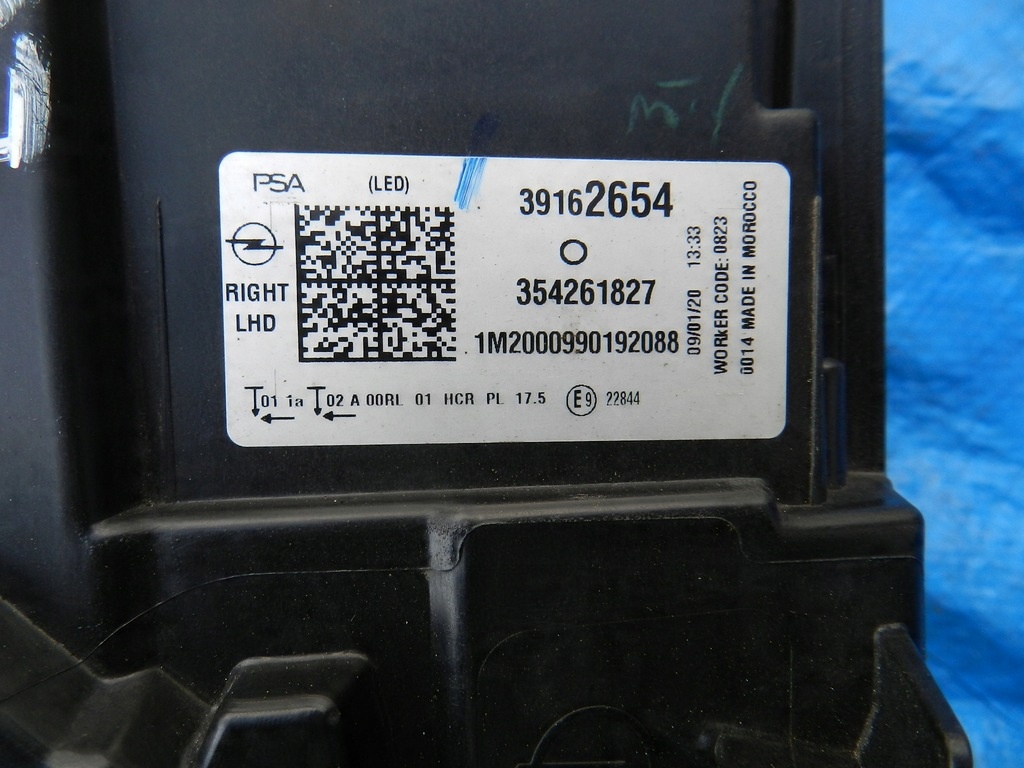 PSA (LED)
39162654
RIGHT
LHD
354261827
1M2000990192088
01 1a 02 A 00RL 01 HCR PL 17.5 E9 22844
09/01/20 13:33
WORKER CODE: 0823
0014 MADE IN MOROCCO